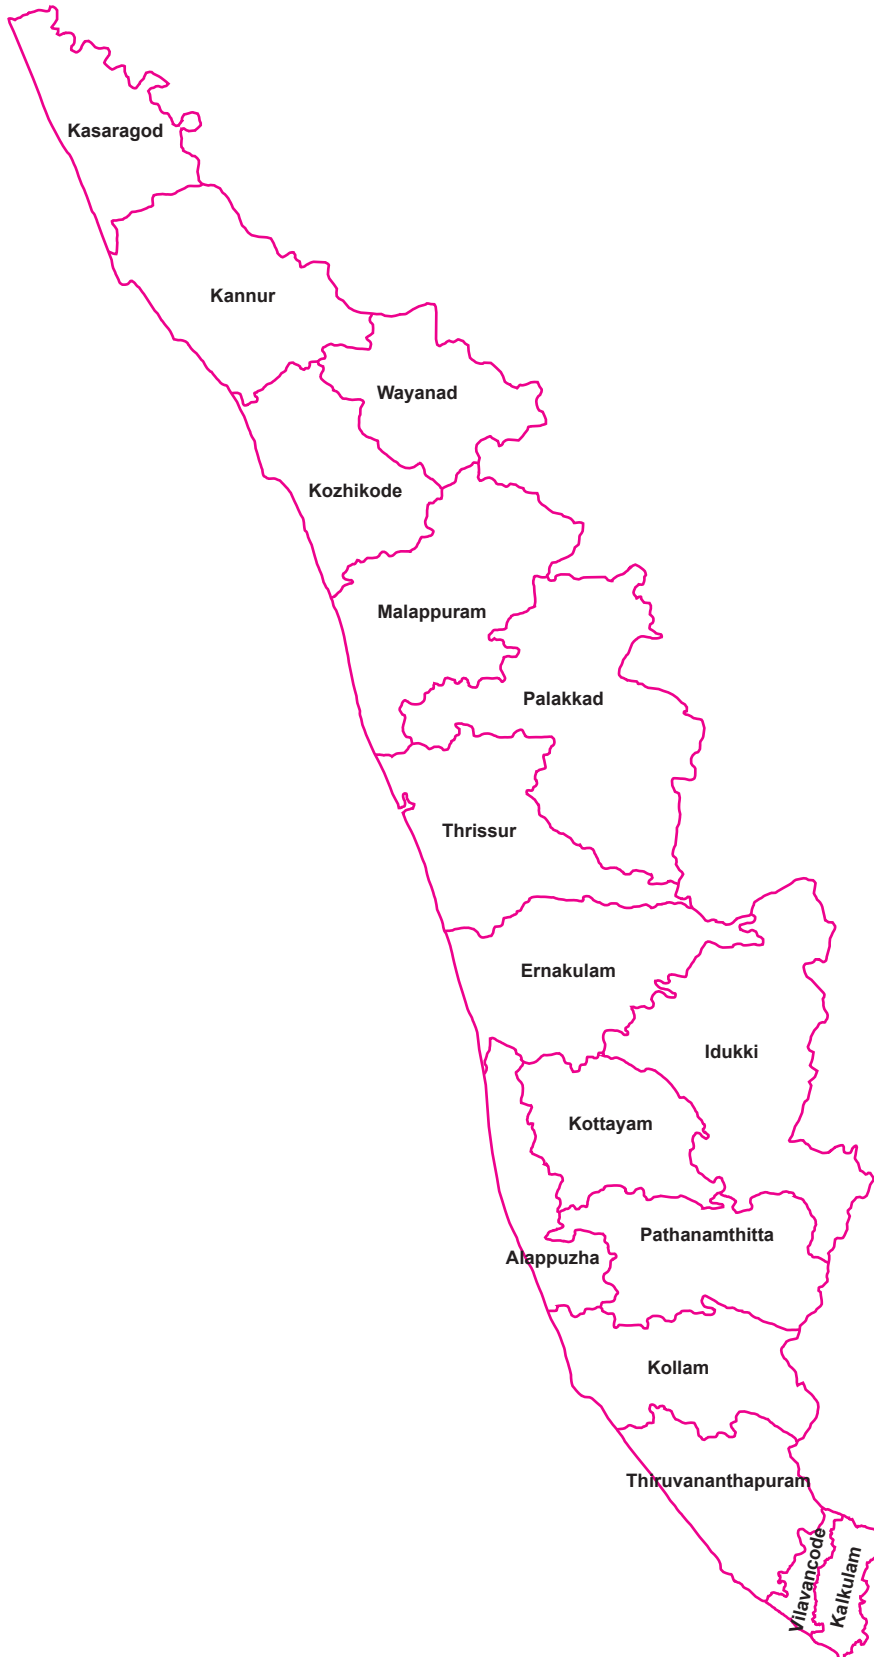 Kasaragod
Kannur
Wayanad
Kozhikode
Malappuram
Palakkad
Thrissur
Ernakulam
Idukki
Kottayam
Pathanamthitta
Alappuzha
Kollam
Thiruvananthapuram
Vilavancode
Kalkulam